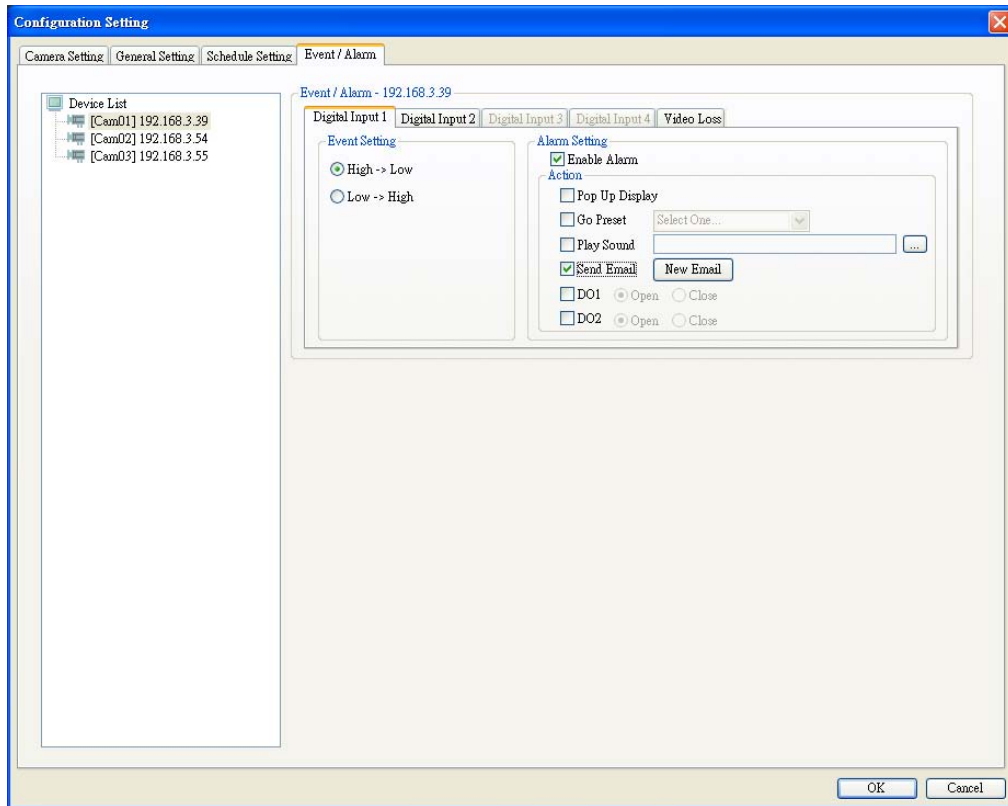 Configuration Setting
Camera Setting General Setting Schedule Setting Event / Alarm
Device List
[Cam01] 192.168.3.39
[Cam02] 192.168.3.54
[Cam03] 192.168.3.55
Event / Alarm - 192.168.3.39
Digital Input 1 Digital Input 2 Digital Input 3 Digital Input 4 Video Loss
Event Setting
High -> Low
Low -> High
Alarm Setting
Enable Alarm
Action
Pop Up Display
Go Preset Select One...
Play Sound ...
Send Email New Email
DO1 Open Close
DO2 Open Close
OK Cancel